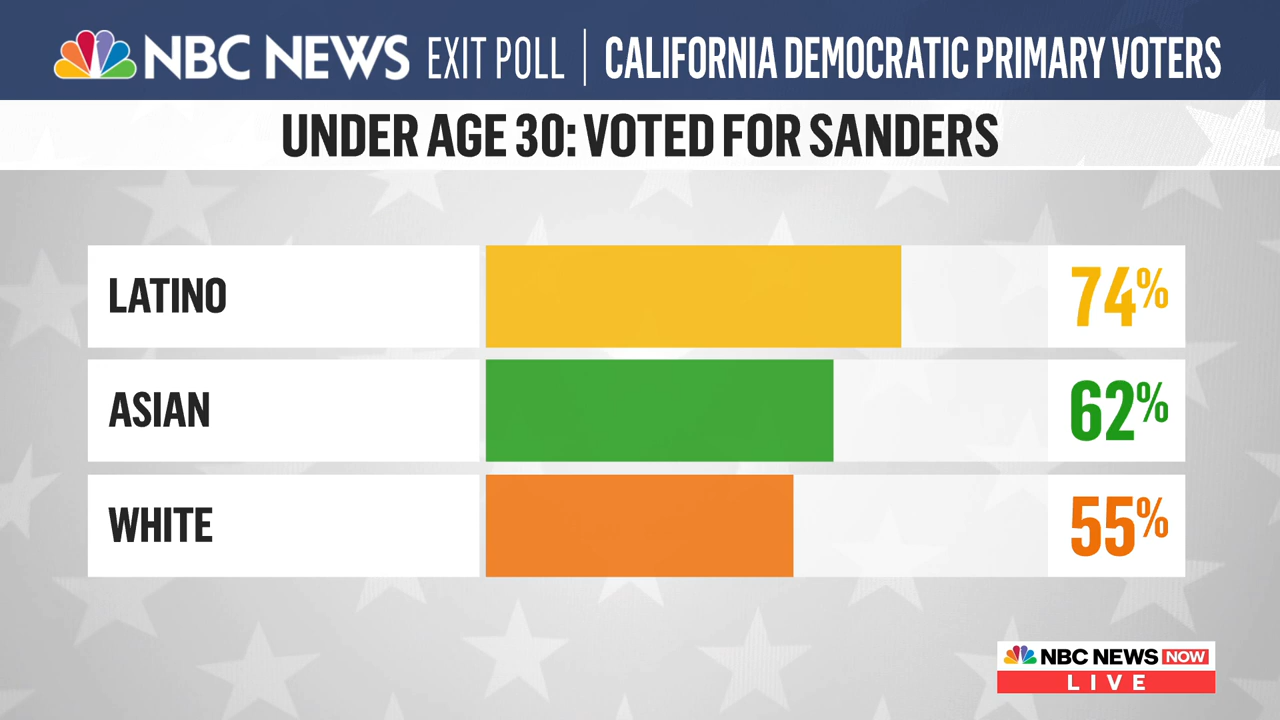 NBC NEWS EXIT POLL | CALIFORNIA DEMOCRATIC PRIMARY VOTERS
UNDER AGE 30: VOTED FOR SANDERS
LATINO 74%
ASIAN 62%
WHITE 55%
NBC NEWS NOW
LIVE